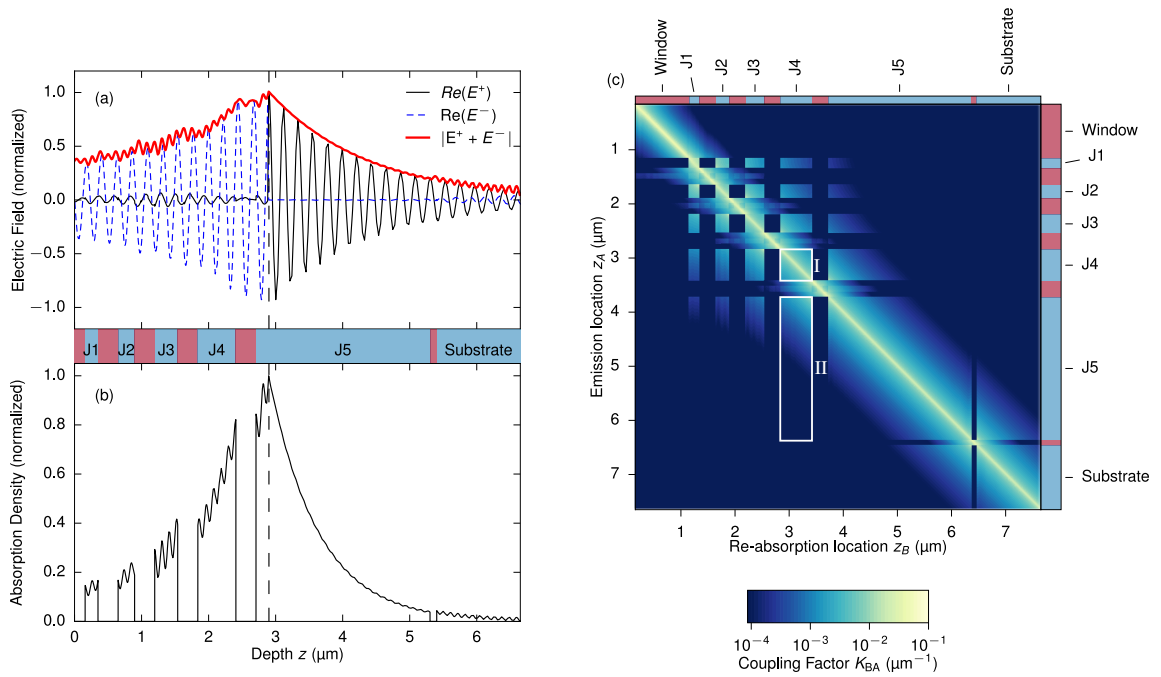 (a)
Re(E⁺)
Re(E⁻)
|E⁺ + E⁻|
Electric Field (normalized)
1.0
0.5
0.0
−0.5
−1.0
J1
J2
J3
J4
J5
Substrate
(b)
Absorption Density (normalized)
1.0
0.8
0.6
0.4
0.2
0.0
0
1
2
3
4
5
6
Depth z (μm)
(c)
Window
J1
J2
J3
J4
J5
Substrate
Window
J1
J2
J3
J4
J5
Substrate
Emission location z_A (μm)
1
2
3
4
5
6
7
I
II
1
2
3
4
5
6
7
Re-absorption location z_B (μm)
10⁻⁴
10⁻³
10⁻²
10⁻¹
Coupling Factor K_BA (μm⁻¹)